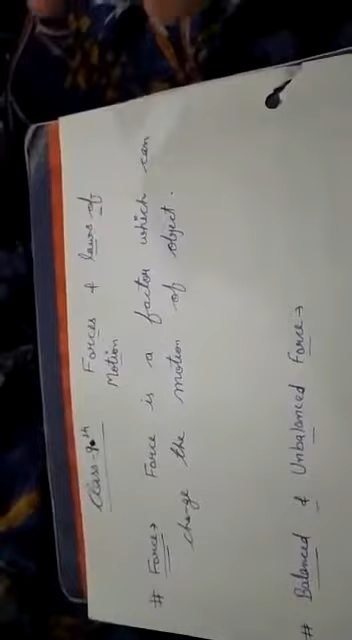 Class-9th Forces & laws of
Motion
# Force→ Force is a factor which can
change the motion of object.
# Balanced & Unbalanced Force→